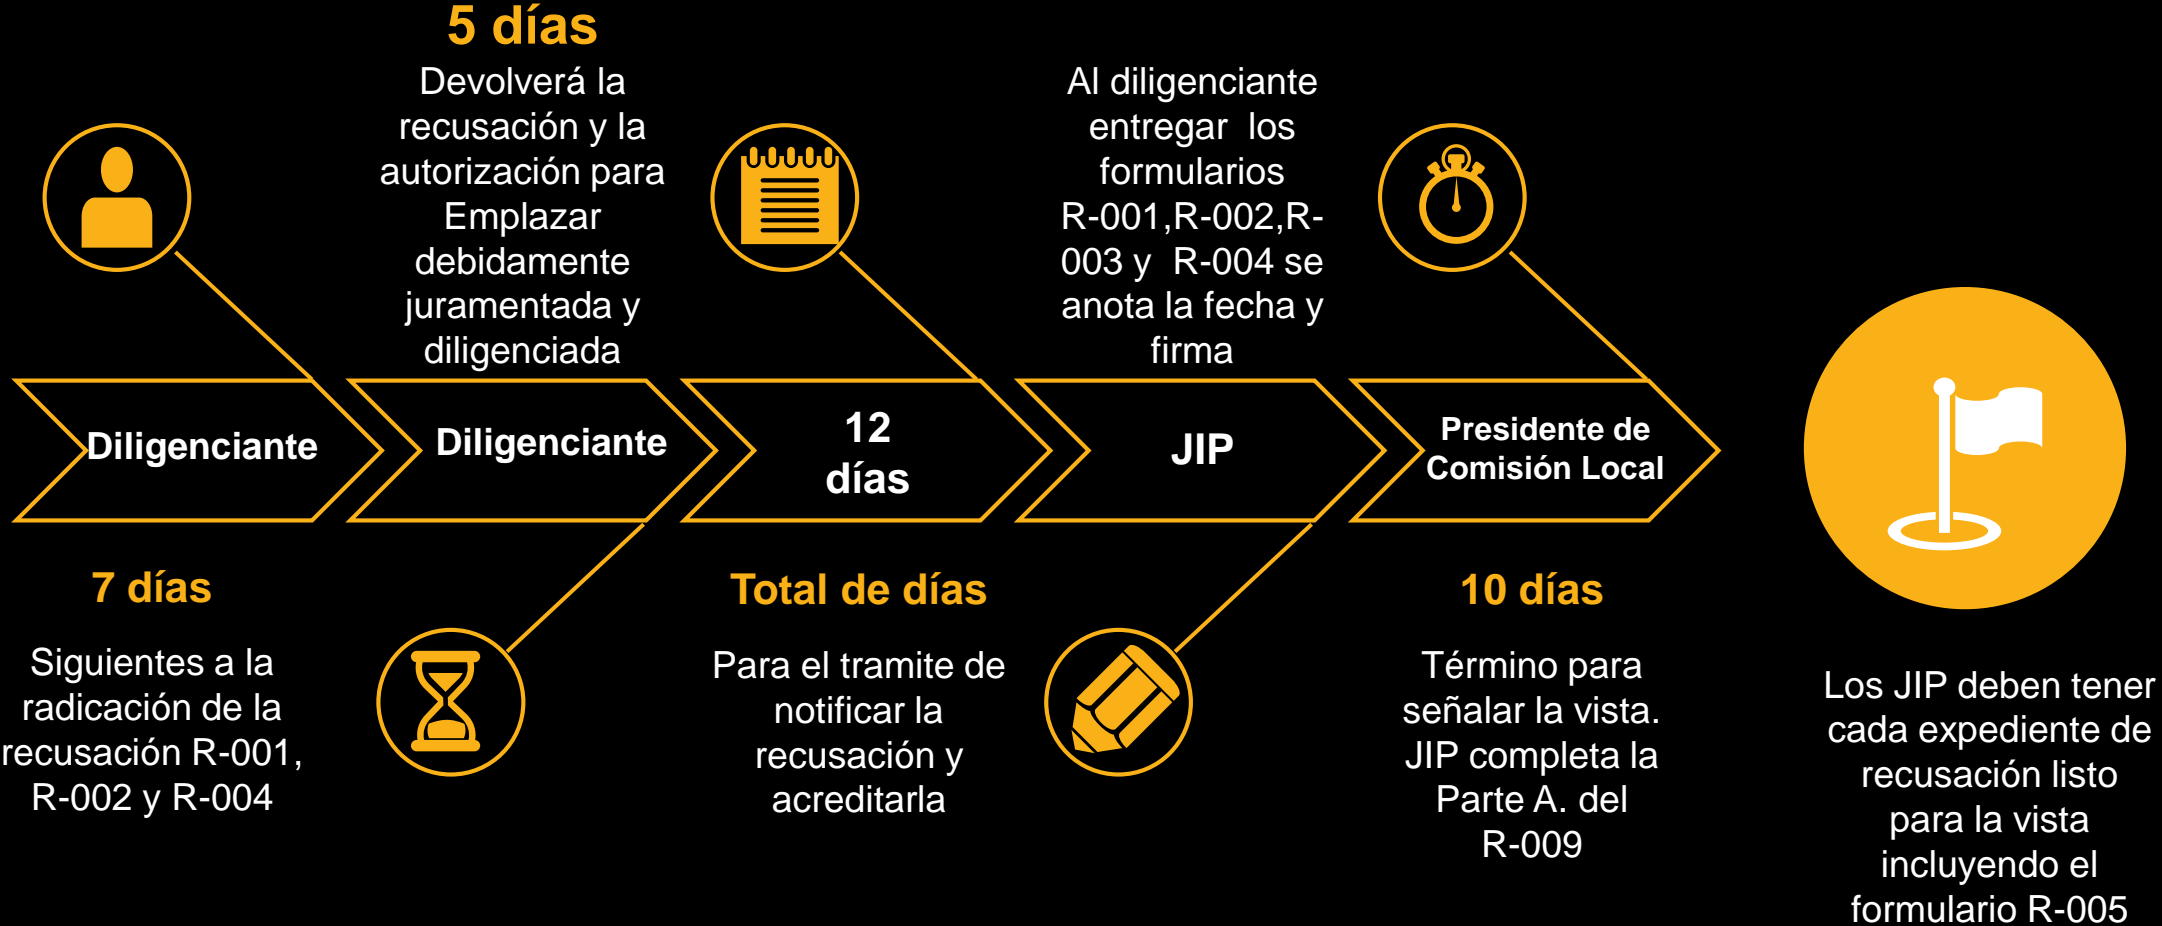 Diligenciante
7 días
Siguientes a la
radicación de la
recusación R-001,
R-002 y R-004
5 días
Devolverá la
recusación y la
autorización para
Emplazar
debidamente
juramentada y
diligenciada
Diligenciante
12
días
Total de días
Para el tramite de
notificar la
recusación y
acreditarla
Al diligenciante
entregar los
formularios
R-001,R-002,R-
003 y R-004 se
anota la fecha y
firma
JIP
Presidente de
Comisión Local
10 días
Término para
señalar la vista.
JIP completa la
Parte A. del
R-009
Los JIP deben tener
cada expediente de
recusación listo
para la vista
incluyendo el
formulario R-005